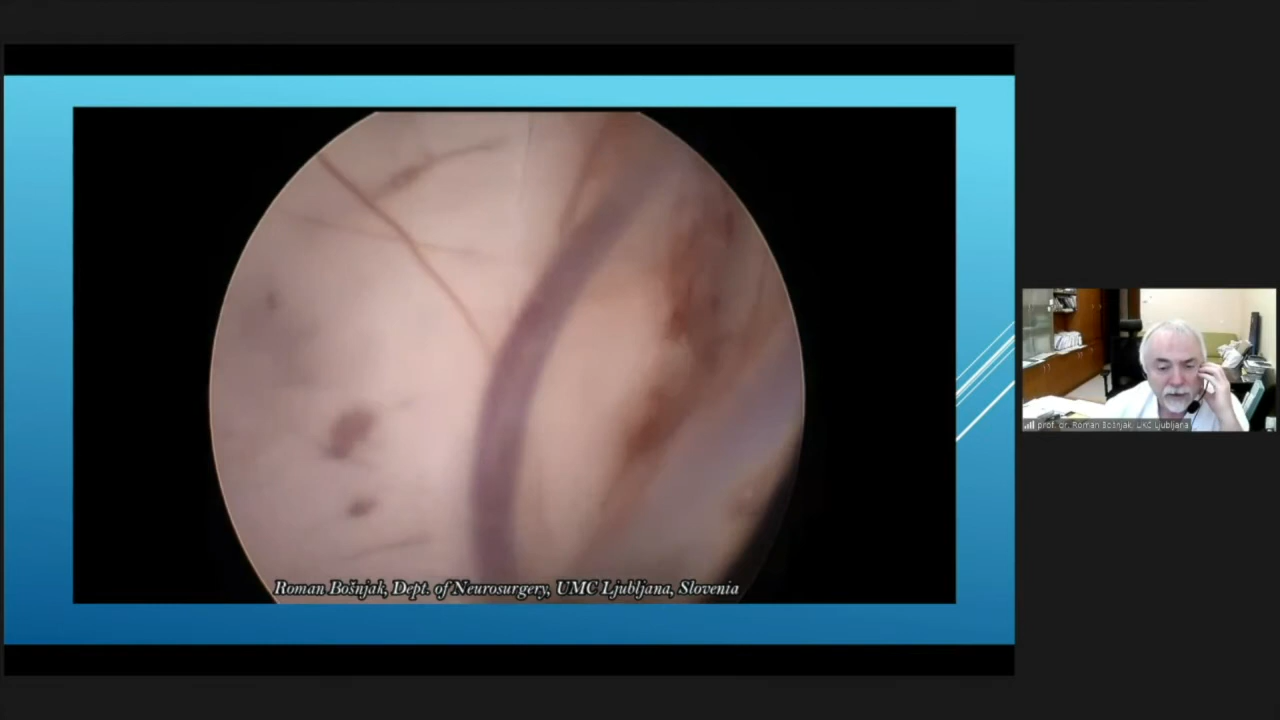 Roman Bošnjak, Dept. of Neurosurgery, UMC Ljubljana, Slovenia
prof. dr. Roman Bošnjak, UKC Ljubljana